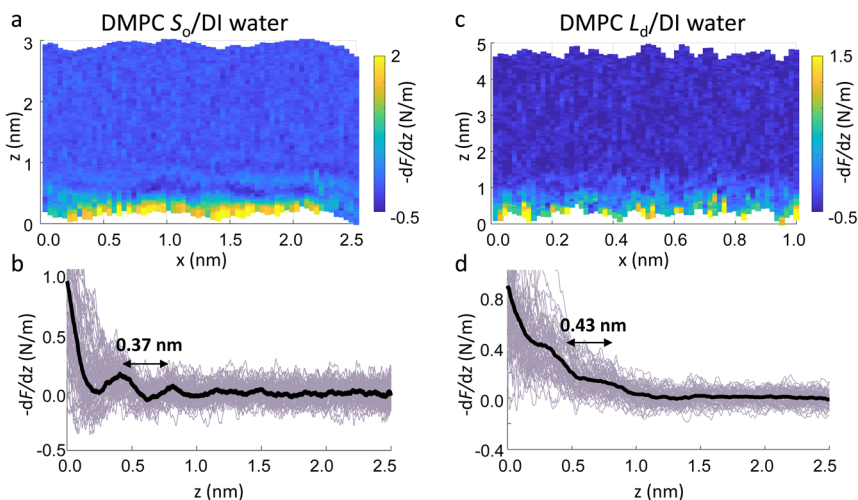 a
DMPC So/DI water
3
2
1
0
z (nm)
0.0 0.5 1.0 1.5 2.0 2.5
x (nm)
2
-0.5
-dF/dz (N/m)
c
DMPC Ld/DI water
5
4
3
2
1
0
z (nm)
0.0 0.2 0.4 0.6 0.8 1.0
x (nm)
1.5
-0.5
-dF/dz (N/m)
b
1.0
0.5
0.0
-0.5
-dF/dz (N/m)
0.37 nm
0.0 0.5 1.0 1.5 2.0 2.5
z (nm)
d
0.8
0.4
0.0
-0.4
-dF/dz (N/m)
0.43 nm
0.0 0.5 1.0 1.5 2.0 2.5
z (nm)